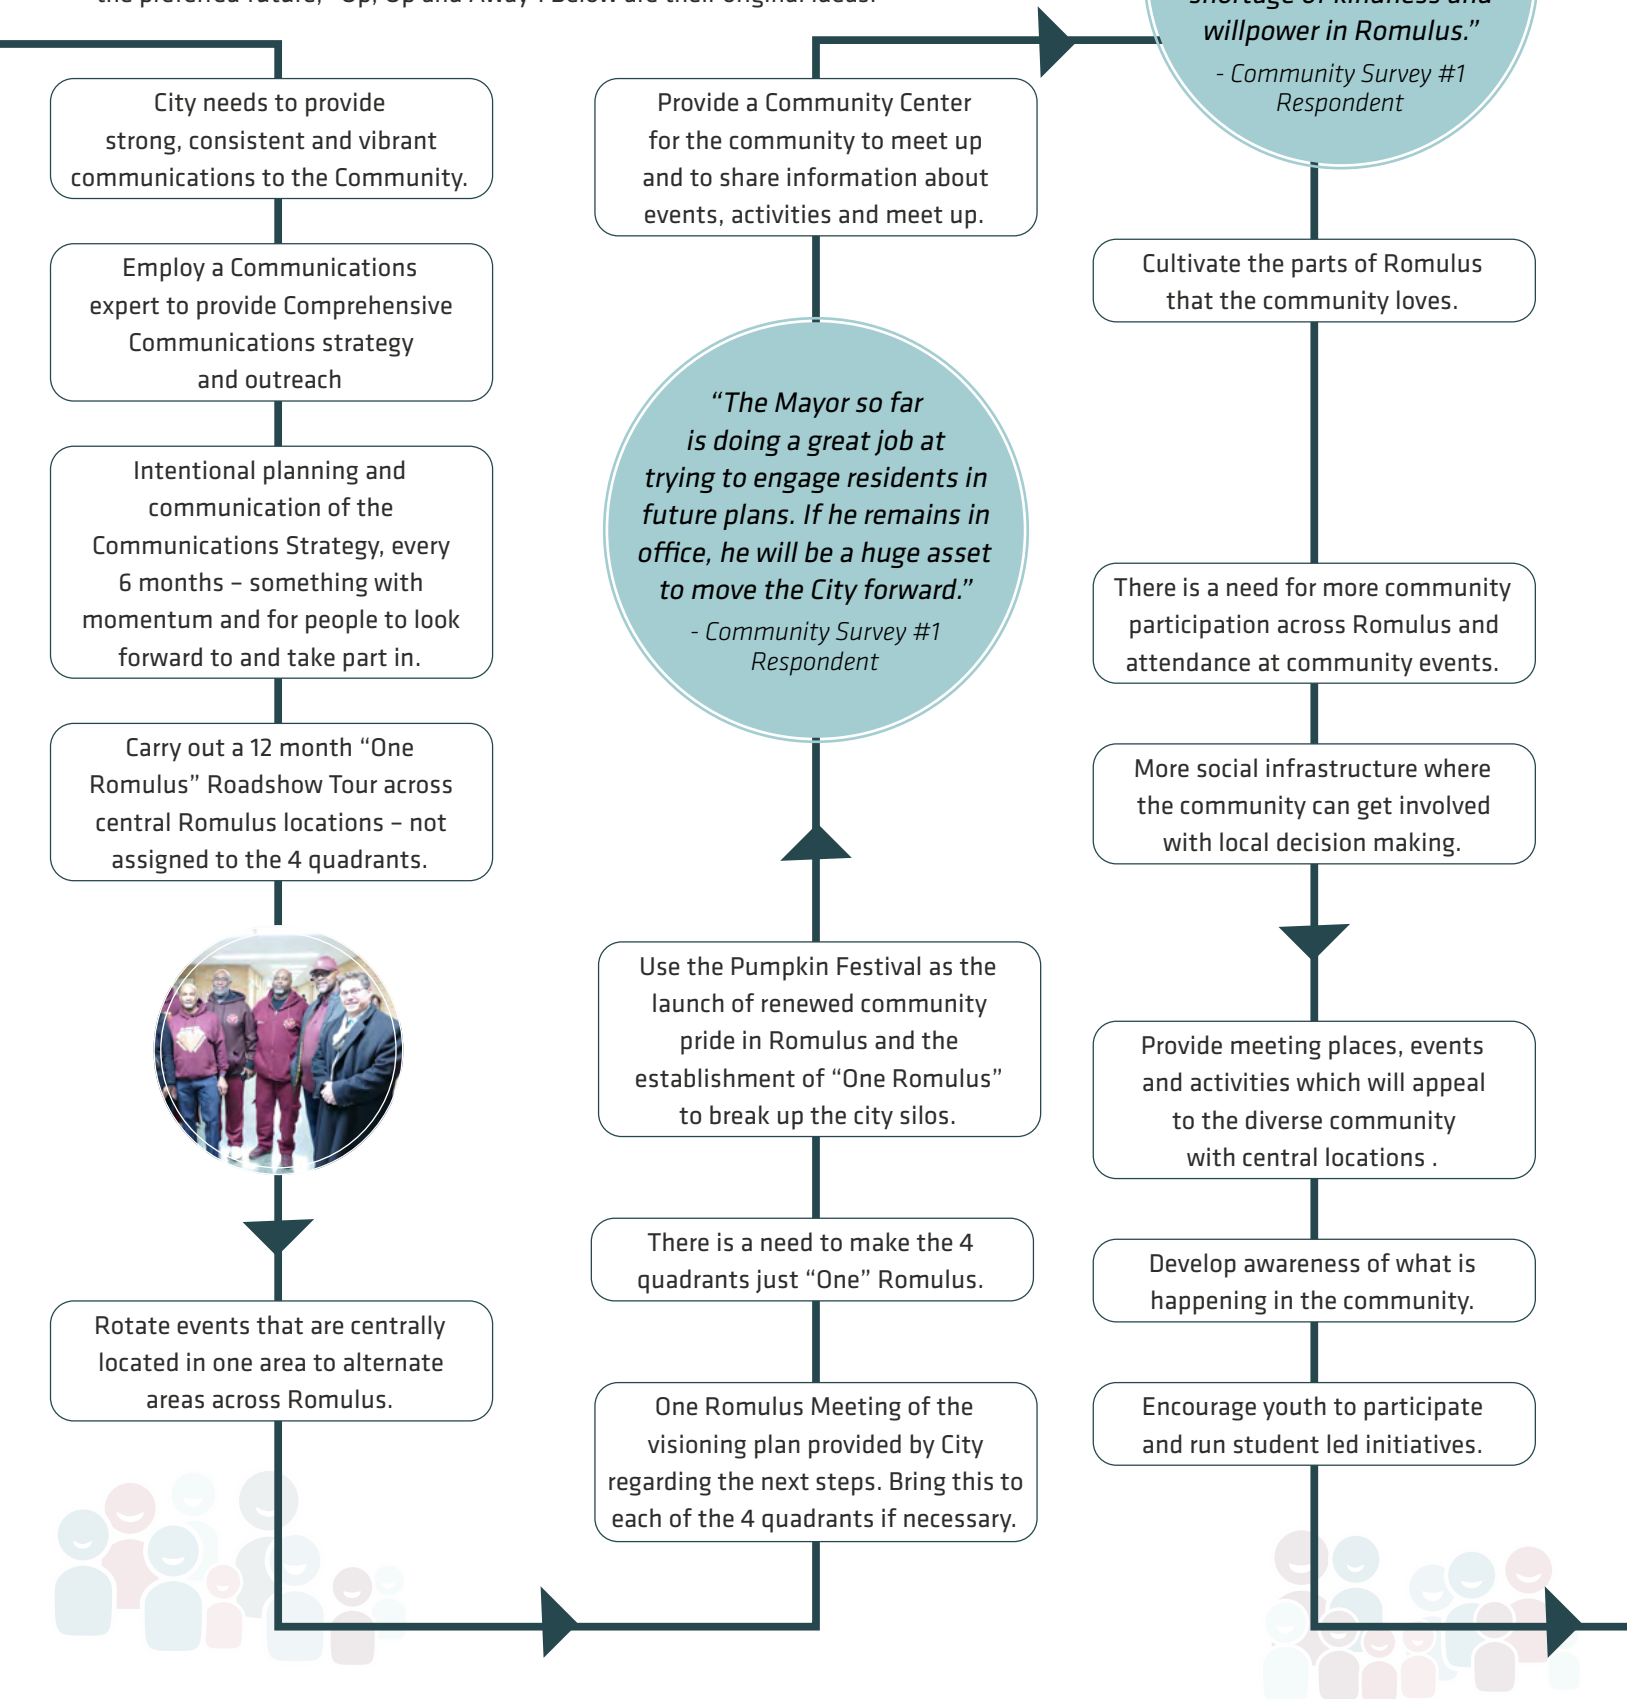 City needs to provide
strong, consistent and vibrant
communications to the Community.
Employ a Communications
expert to provide Comprehensive
Communications strategy
and outreach
Intentional planning and
communication of the
Communications Strategy, every
6 months – something with
momentum and for people to look
forward to and take part in.
Carry out a 12 month “One
Romulus” Roadshow Tour across
central Romulus locations – not
assigned to the 4 quadrants.
Rotate events that are centrally
located in one area to alternate
areas across Romulus.
One Romulus Meeting of the
visioning plan provided by City
regarding the next steps. Bring this to
each of the 4 quadrants if necessary.
There is a need to make the 4
quadrants just “One” Romulus.
Use the Pumpkin Festival as the
launch of renewed community
pride in Romulus and the
establishment of “One Romulus”
to break up the city silos.
“The Mayor so far
is doing a great job at
trying to engage residents in
future plans. If he remains in
office, he will be a huge asset
to move the City forward.”
- Community Survey #1
Respondent
Provide a Community Center
for the community to meet up
and to share information about
events, activities and meet up.
shortage of kindness and
willpower in Romulus.”
- Community Survey #1
Respondent
Cultivate the parts of Romulus
that the community loves.
There is a need for more community
participation across Romulus and
attendance at community events.
More social infrastructure where
the community can get involved
with local decision making.
Provide meeting places, events
and activities which will appeal
to the diverse community
with central locations .
Develop awareness of what is
happening in the community.
Encourage youth to participate
and run student led initiatives.